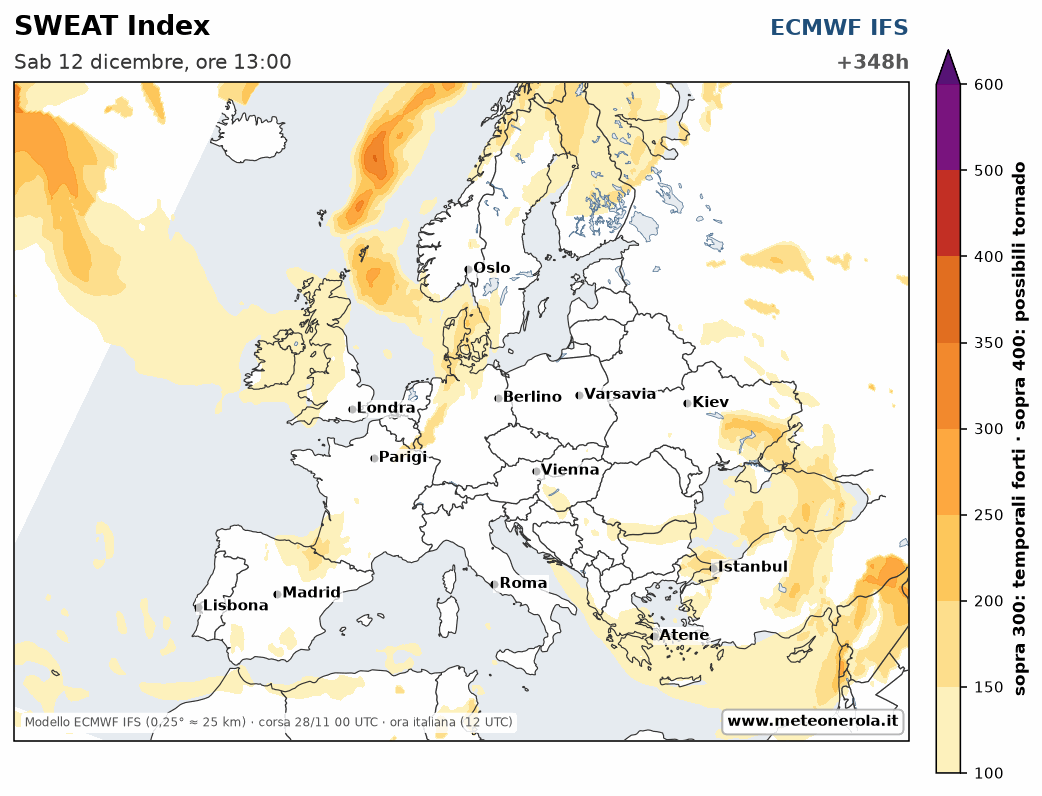 SWEAT Index
ECMWF IFS
Sab 12 dicembre, ore 13:00
+348h
600
500
400
350
300
250
200
150
100
sopra 300: temporali forti · sopra 400: possibili tornado
Oslo
Berlino
Varsavia
Kiev
Londra
Parigi
Vienna
Istanbul
Roma
Madrid
Lisbona
Atene
Modello ECMWF IFS (0,25° ≈ 25 km) · corsa 28/11 00 UTC · ora italiana (12 UTC)
www.meteonerola.it